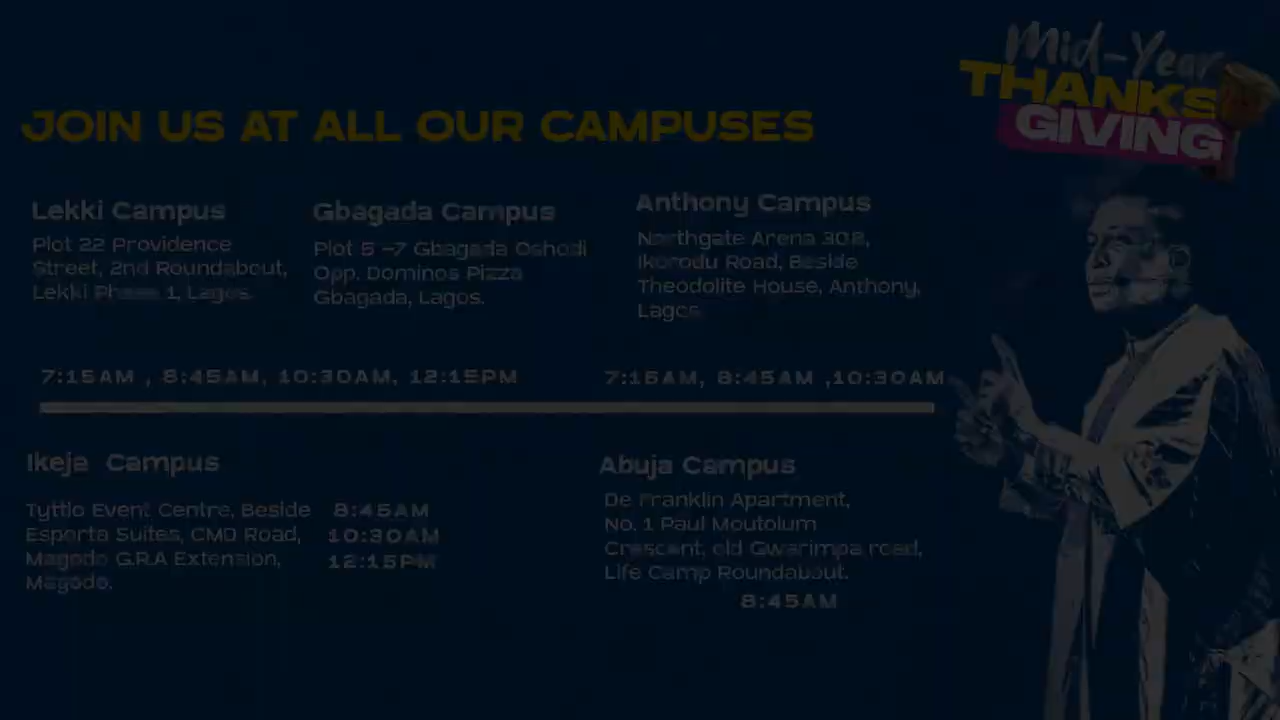 Mid-Year
THANKS
GIVING
JOIN US AT ALL OUR CAMPUSES
Lekki Campus
Plot 22 Providence
Street, 2nd Roundabout,
Lekki Phase 1, Lagos.
Gbagada Campus
Plot 5 -7 Gbagada Oshodi
Opp. Dominos Pizza
Gbagada, Lagos.
Anthony Campus
Northgate Arena 30B,
Ikorodu Road, Beside
Theodolite House, Anthony,
Lagos.
7:15AM , 8:45AM, 10:30AM, 12:15PM
7:15AM, 8:45AM ,10:30AM
Ikeja Campus
Tyttlo Event Centre, Beside
Esporta Suites, CMD Road,
Magodo G.R.A Extension,
Magodo.
8:45AM
10:30AM
12:15PM
Abuja Campus
De Franklin Apartment,
No. 1 Paul Moutolum
Crescent, old Gwarimpa road,
Life Camp Roundabout.
8:45AM